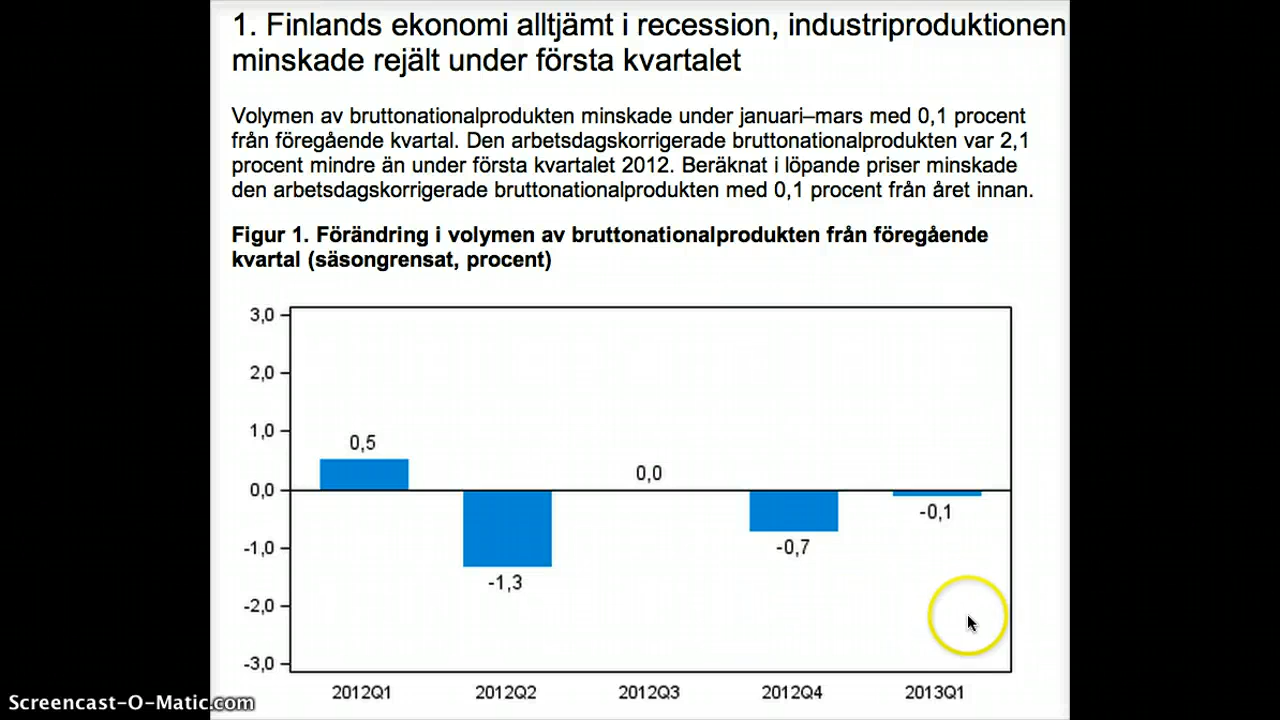 1. Finlands ekonomi alltjämt i recession, industriproduktionen
minskade rejält under första kvartalet
Volymen av bruttonationalprodukten minskade under januari–mars med 0,1 procent
från föregående kvartal. Den arbetsdagskorrigerade bruttonationalprodukten var 2,1
procent mindre än under första kvartalet 2012. Beräknat i löpande priser minskade
den arbetsdagskorrigerade bruttonationalprodukten med 0,1 procent från året innan.
Figur 1. Förändring i volymen av bruttonationalprodukten från föregående
kvartal (säsongrensat, procent)
3,0
2,0
1,0
0,5
0,0
0,0
-0,1
-1,0
-0,7
-1,3
-2,0
-3,0
2012Q1 2012Q2 2012Q3 2012Q4 2013Q1
Screencast-O-Matic.com